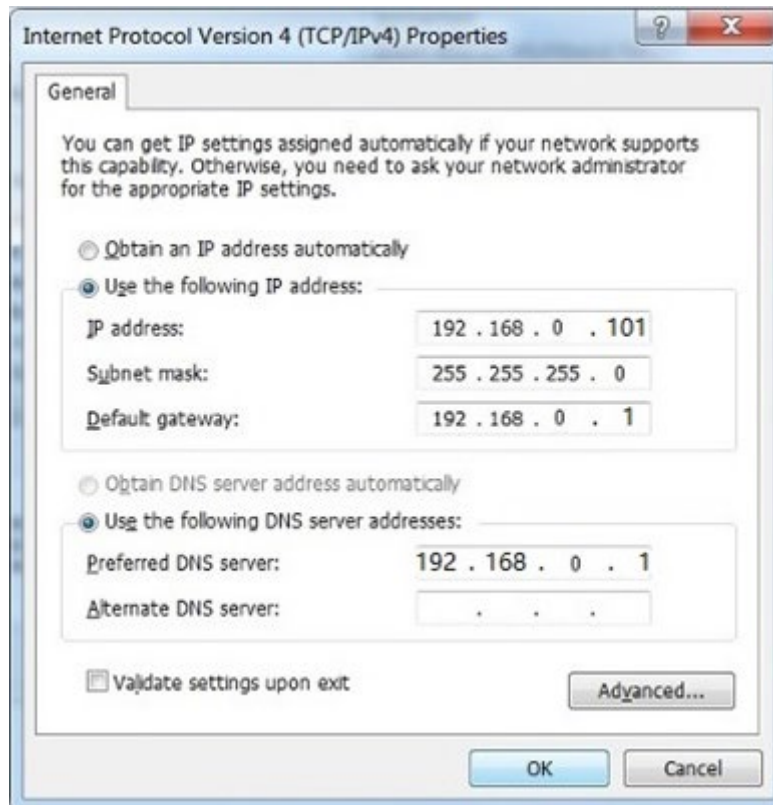 Internet Protocol Version 4 (TCP/IPv4) Properties
General
You can get IP settings assigned automatically if your network supports
this capability. Otherwise, you need to ask your network administrator
for the appropriate IP settings.
Obtain an IP address automatically
Use the following IP address:
IP address: 192 . 168 . 0 . 101
Subnet mask: 255 . 255 . 255 . 0
Default gateway: 192 . 168 . 0 . 1
Obtain DNS server address automatically
Use the following DNS server addresses:
Preferred DNS server: 192 . 168 . 0 . 1
Alternate DNS server: . . .
Validate settings upon exit
Advanced...
OK Cancel